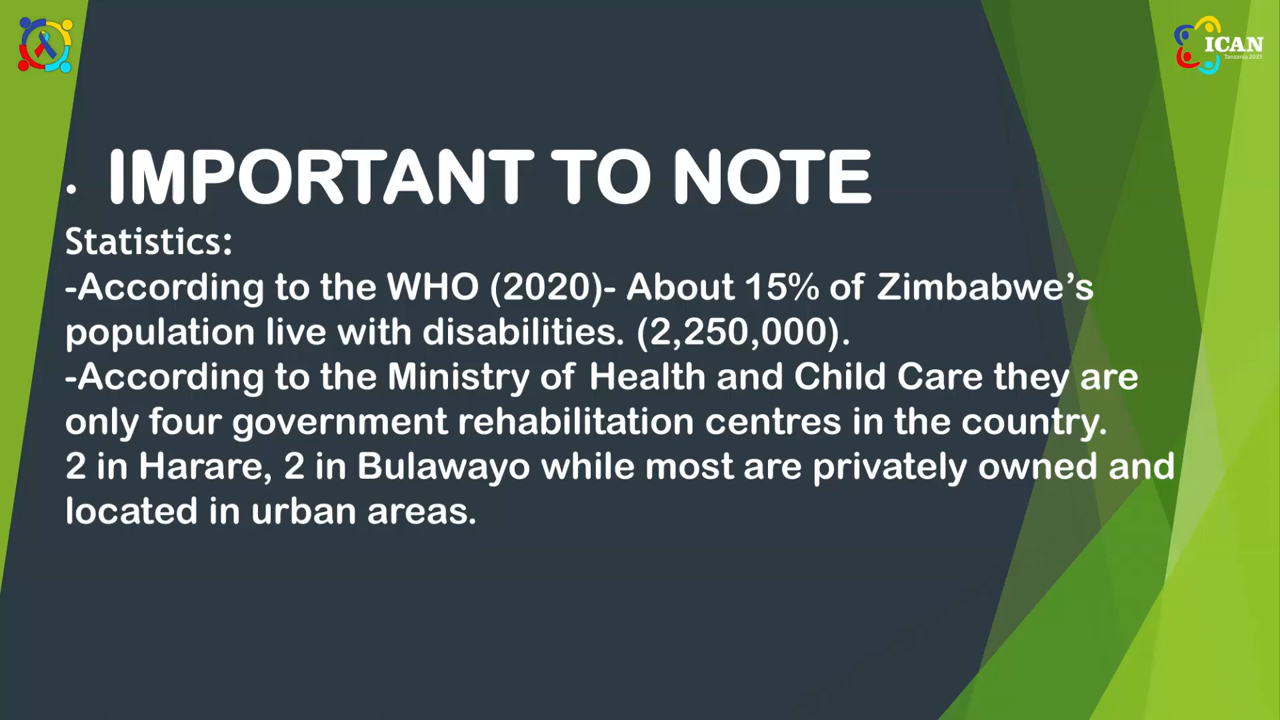 ICAN
Tanzania 2025
• IMPORTANT TO NOTE
Statistics:
-According to the WHO (2020)- About 15% of Zimbabwe’s
population live with disabilities. (2,250,000).
-According to the Ministry of Health and Child Care they are
only four government rehabilitation centres in the country.
2 in Harare, 2 in Bulawayo while most are privately owned and
located in urban areas.